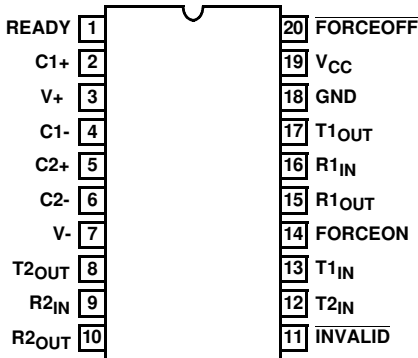 READY 1 20 FORCEOFF
C1+ 2 19 VCC
V+ 3 18 GND
C1- 4 17 T1OUT
C2+ 5 16 R1IN
C2- 6 15 R1OUT
V- 7 14 FORCEON
T2OUT 8 13 T1IN
R2IN 9 12 T2IN
R2OUT 10 11 INVALID